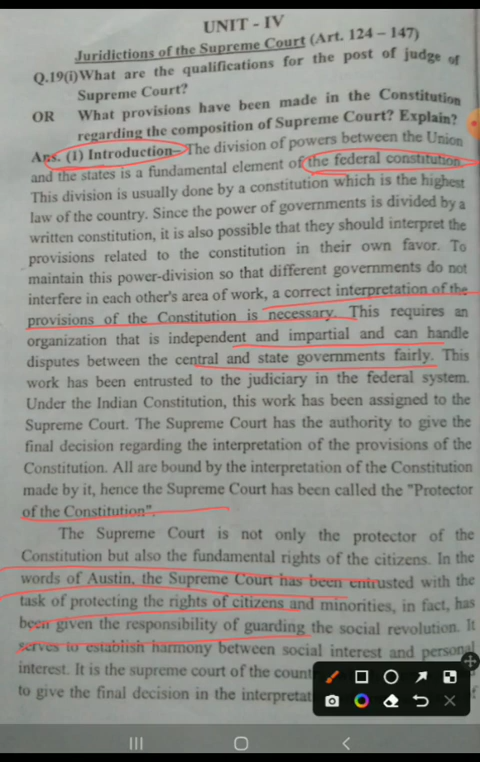 UNIT - IV
Juridictions of the Supreme Court (Art. 124 – 147)
Q.19(i)What are the qualifications for the post of judge of
Supreme Court?
OR What provisions have been made in the Constitution
regarding the composition of Supreme Court? Explain?
Ans. (1) Introduction– The division of powers between the Union
and the states is a fundamental element of the federal constitution.
This division is usually done by a constitution which is the highest
law of the country. Since the power of governments is divided by a
written constitution, it is also possible that they should interpret the
provisions related to the constitution in their own favor. To
maintain this power-division so that different governments do not
interfere in each other's area of work, a correct interpretation of the
provisions of the Constitution is necessary. This requires an
organization that is independent and impartial and can handle
disputes between the central and state governments fairly. This
work has been entrusted to the judiciary in the federal system.
Under the Indian Constitution, this work has been assigned to the
Supreme Court. The Supreme Court has the authority to give the
final decision regarding the interpretation of the provisions of the
Constitution. All are bound by the interpretation of the Constitution
made by it, hence the Supreme Court has been called the "Protector
of the Constitution".
The Supreme Court is not only the protector of the
Constitution but also the fundamental rights of the citizens. In the
words of Austin, the Supreme Court has been entrusted with the
task of protecting the rights of citizens and minorities, in fact, has
been given the responsibility of guarding the social revolution. It
serves to establish harmony between social interest and personal
interest. It is the supreme court of the
to give the final decision in the